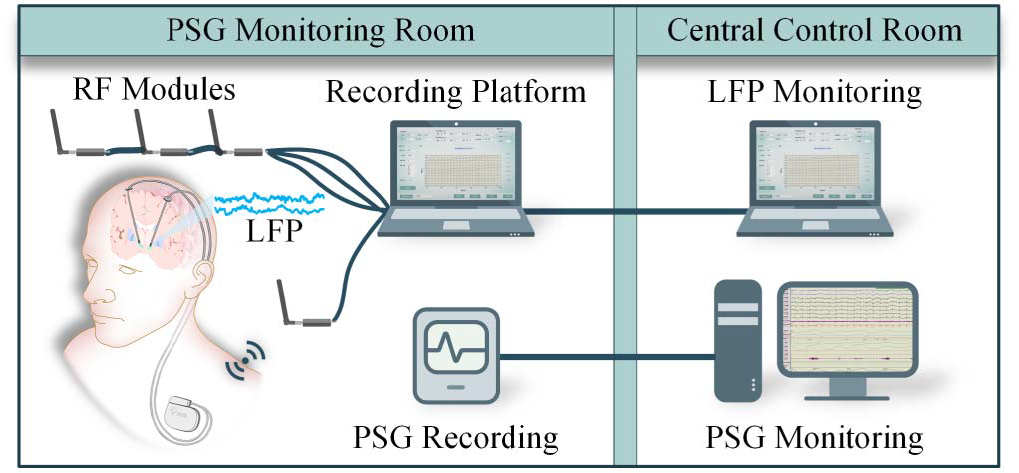 PSG Monitoring Room
Central Control Room
RF Modules
Recording Platform
LFP Monitoring
LFP
PSG Recording
PSG Monitoring